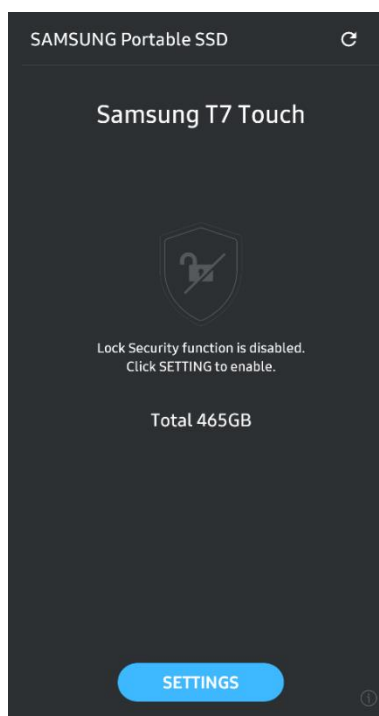 SAMSUNG Portable SSD
Samsung T7 Touch
Lock Security function is disabled.
Click SETTING to enable.
Total 465GB
SETTINGS